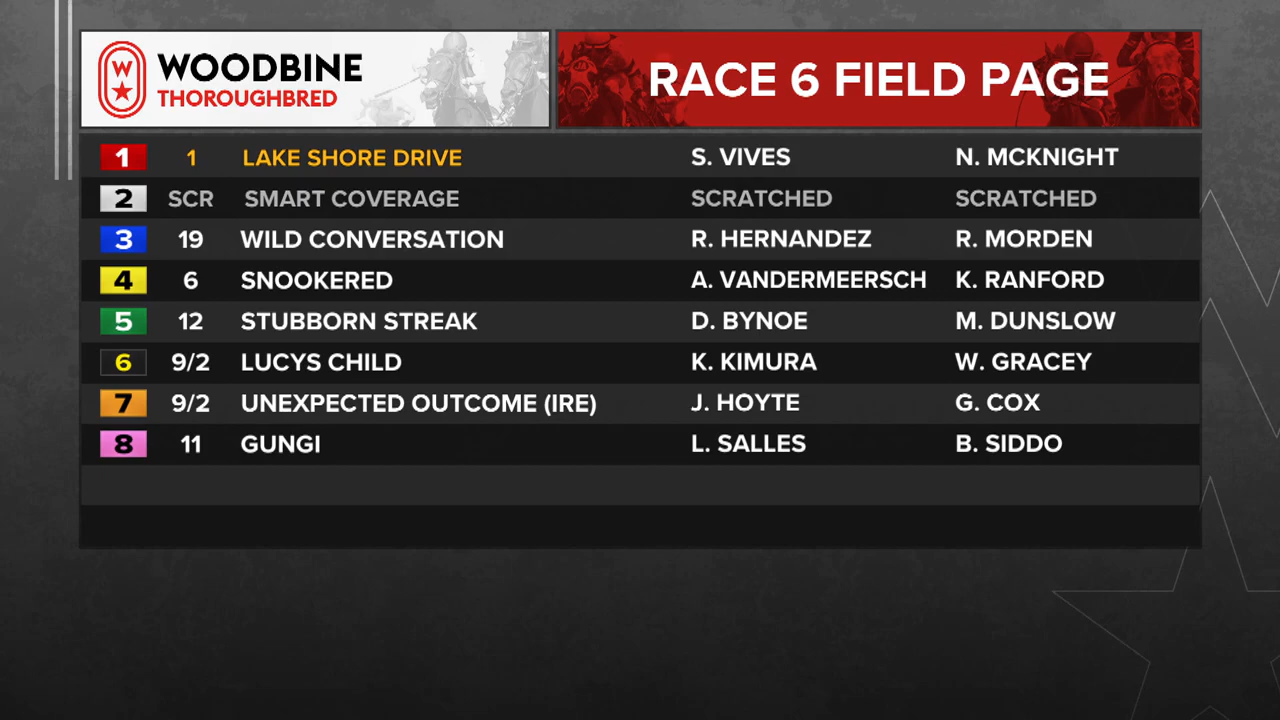 W
WOODBINE
THOROUGHBRED
RACE 6 FIELD PAGE
1 1 LAKE SHORE DRIVE S. VIVES N. MCKNIGHT
2 SCR SMART COVERAGE SCRATCHED SCRATCHED
3 19 WILD CONVERSATION R. HERNANDEZ R. MORDEN
4 6 SNOOKERED A. VANDERMEERSCH K. RANFORD
5 12 STUBBORN STREAK D. BYNOE M. DUNSLOW
6 9/2 LUCYS CHILD K. KIMURA W. GRACEY
7 9/2 UNEXPECTED OUTCOME (IRE) J. HOYTE G. COX
8 11 GUNGI L. SALLES B. SIDDO